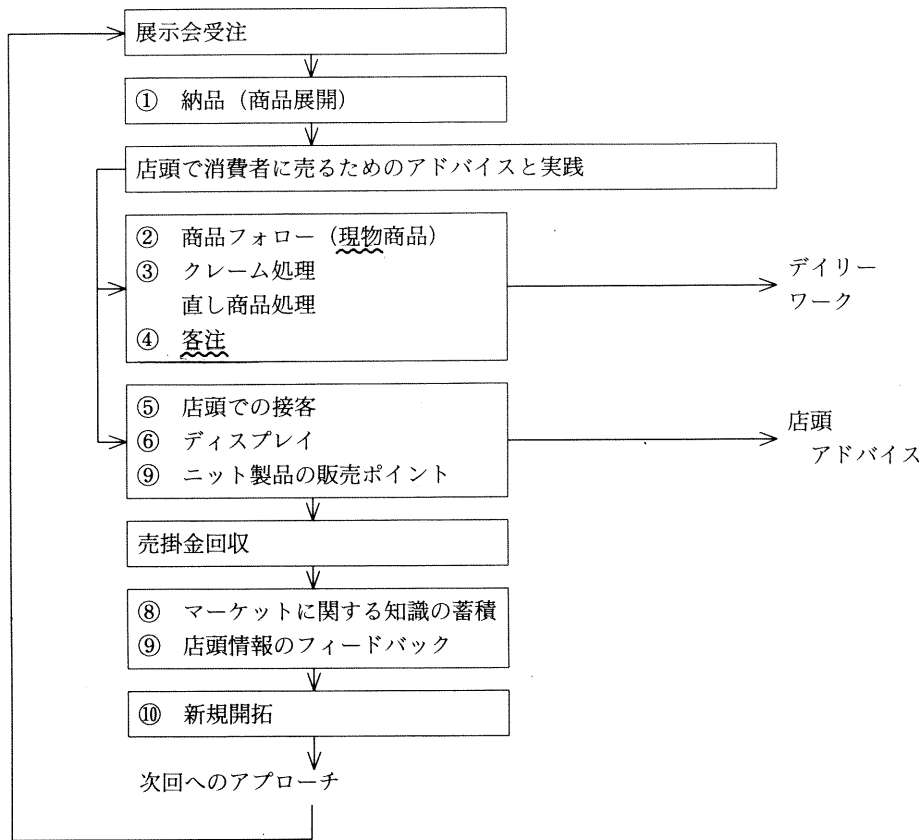 展示会受注
① 納品（商品展開）
店頭で消費者に売るためのアドバイスと実践
② 商品フォロー（現物商品）
③ クレーム処理
直し商品処理
④ 客注
デイリー
ワーク
⑤ 店頭での接客
⑥ ディスプレイ
⑨ ニット製品の販売ポイント
店頭
アドバイス
売掛金回収
⑧ マーケットに関する知識の蓄積
⑨ 店頭情報のフィードバック
⑩ 新規開拓
次回へのアプローチ